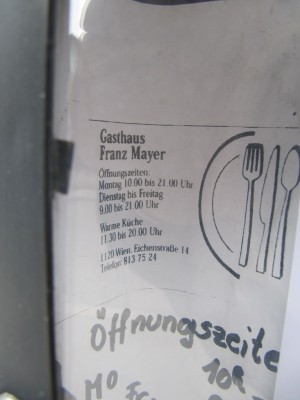 Gasthaus
Franz Mayer
Öffnungszeiten:
Montag 10.00 bis 21.00 Uhr
Dienstag bis Freitag
9.00 bis 21.00 Uhr
Warme Küche
11.30 bis 20.00 Uhr
1120 Wien, Eichenstraße 14
Telefon: 813 75 24
Öffnungszeite
Mo